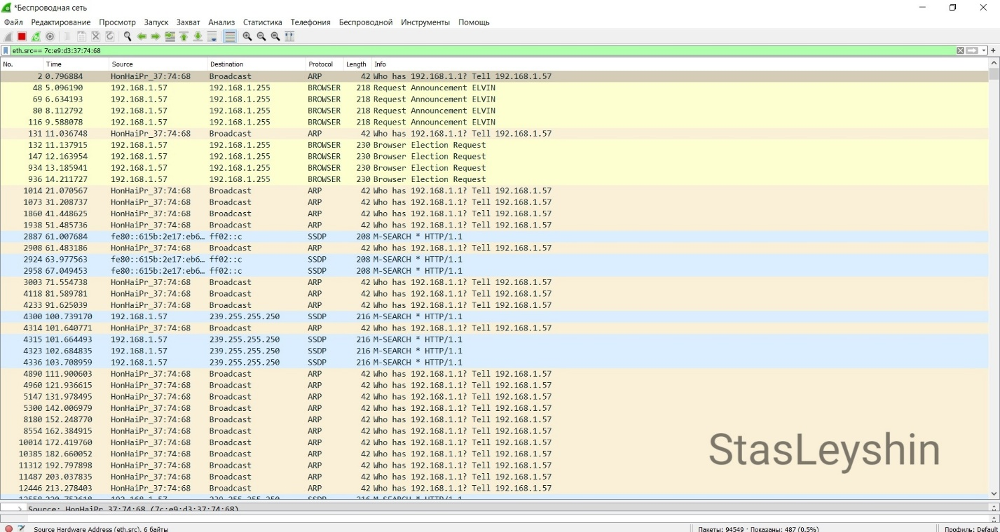 *Беспроводная сеть
Файл Редактирование Просмотр Запуск Захват Анализ Статистика Телефония Беспроводной Инструменты Помощь
eth.src== 7c:e9:d3:37:74:68
No. Time Source Destination Protocol Length Info
2 0.796884 HonHaiPr_37:74:68 Broadcast ARP 42 Who has 192.168.1.1? Tell 192.168.1.57
48 5.096190 192.168.1.57 192.168.1.255 BROWSER 218 Request Announcement ELVIN
69 6.634193 192.168.1.57 192.168.1.255 BROWSER 218 Request Announcement ELVIN
80 8.112792 192.168.1.57 192.168.1.255 BROWSER 218 Request Announcement ELVIN
116 9.588078 192.168.1.57 192.168.1.255 BROWSER 218 Request Announcement ELVIN
131 11.036748 HonHaiPr_37:74:68 Broadcast ARP 42 Who has 192.168.1.1? Tell 192.168.1.57
132 11.137915 192.168.1.57 192.168.1.255 BROWSER 230 Browser Election Request
147 12.163954 192.168.1.57 192.168.1.255 BROWSER 230 Browser Election Request
934 13.185941 192.168.1.57 192.168.1.255 BROWSER 230 Browser Election Request
936 14.211727 192.168.1.57 192.168.1.255 BROWSER 230 Browser Election Request
1014 21.070567 HonHaiPr_37:74:68 Broadcast ARP 42 Who has 192.168.1.1? Tell 192.168.1.57
1073 31.208737 HonHaiPr_37:74:68 Broadcast ARP 42 Who has 192.168.1.1? Tell 192.168.1.57
1860 41.448625 HonHaiPr_37:74:68 Broadcast ARP 42 Who has 192.168.1.1? Tell 192.168.1.57
1938 51.485736 HonHaiPr_37:74:68 Broadcast ARP 42 Who has 192.168.1.1? Tell 192.168.1.57
2887 61.007684 fe80::615b:2e17:eb6… ff02::c SSDP 208 M-SEARCH * HTTP/1.1
2908 61.483186 HonHaiPr_37:74:68 Broadcast ARP 42 Who has 192.168.1.1? Tell 192.168.1.57
2924 63.977563 fe80::615b:2e17:eb6… ff02::c SSDP 208 M-SEARCH * HTTP/1.1
2958 67.049453 fe80::615b:2e17:eb6… ff02::c SSDP 208 M-SEARCH * HTTP/1.1
3003 71.554738 HonHaiPr_37:74:68 Broadcast ARP 42 Who has 192.168.1.1? Tell 192.168.1.57
4118 81.589781 HonHaiPr_37:74:68 Broadcast ARP 42 Who has 192.168.1.1? Tell 192.168.1.57
4233 91.625039 HonHaiPr_37:74:68 Broadcast ARP 42 Who has 192.168.1.1? Tell 192.168.1.57
4300 100.739170 192.168.1.57 239.255.255.250 SSDP 216 M-SEARCH * HTTP/1.1
4314 101.640771 HonHaiPr_37:74:68 Broadcast ARP 42 Who has 192.168.1.1? Tell 192.168.1.57
4315 101.664493 192.168.1.57 239.255.255.250 SSDP 216 M-SEARCH * HTTP/1.1
4323 102.684835 192.168.1.57 239.255.255.250 SSDP 216 M-SEARCH * HTTP/1.1
4336 103.708959 192.168.1.57 239.255.255.250 SSDP 216 M-SEARCH * HTTP/1.1
4890 111.900603 HonHaiPr_37:74:68 Broadcast ARP 42 Who has 192.168.1.1? Tell 192.168.1.57
4960 121.936615 HonHaiPr_37:74:68 Broadcast ARP 42 Who has 192.168.1.1? Tell 192.168.1.57
5147 131.978495 HonHaiPr_37:74:68 Broadcast ARP 42 Who has 192.168.1.1? Tell 192.168.1.57
5300 142.006979 HonHaiPr_37:74:68 Broadcast ARP 42 Who has 192.168.1.1? Tell 192.168.1.57
8180 152.248770 HonHaiPr_37:74:68 Broadcast ARP 42 Who has 192.168.1.1? Tell 192.168.1.57
8554 162.384915 HonHaiPr_37:74:68 Broadcast ARP 42 Who has 192.168.1.1? Tell 192.168.1.57
10014 172.419760 HonHaiPr_37:74:68 Broadcast ARP 42 Who has 192.168.1.1? Tell 192.168.1.57
10385 182.660052 HonHaiPr_37:74:68 Broadcast ARP 42 Who has 192.168.1.1? Tell 192.168.1.57
11312 192.797898 HonHaiPr_37:74:68 Broadcast ARP 42 Who has 192.168.1.1? Tell 192.168.1.57
11487 203.037835 HonHaiPr_37:74:68 Broadcast ARP 42 Who has 192.168.1.1? Tell 192.168.1.57
12446 213.278403 HonHaiPr_37:74:68 Broadcast ARP 42 Who has 192.168.1.1? Tell 192.168.1.57
StasLeyshin
Source: HonHaiPr_37:74:68 (7c:e9:d3:37:74:68)
Source Hardware Address (eth.src), 6 байты Пакеты: 94549 · Показаны: 487 (0.5%) Профиль: Default